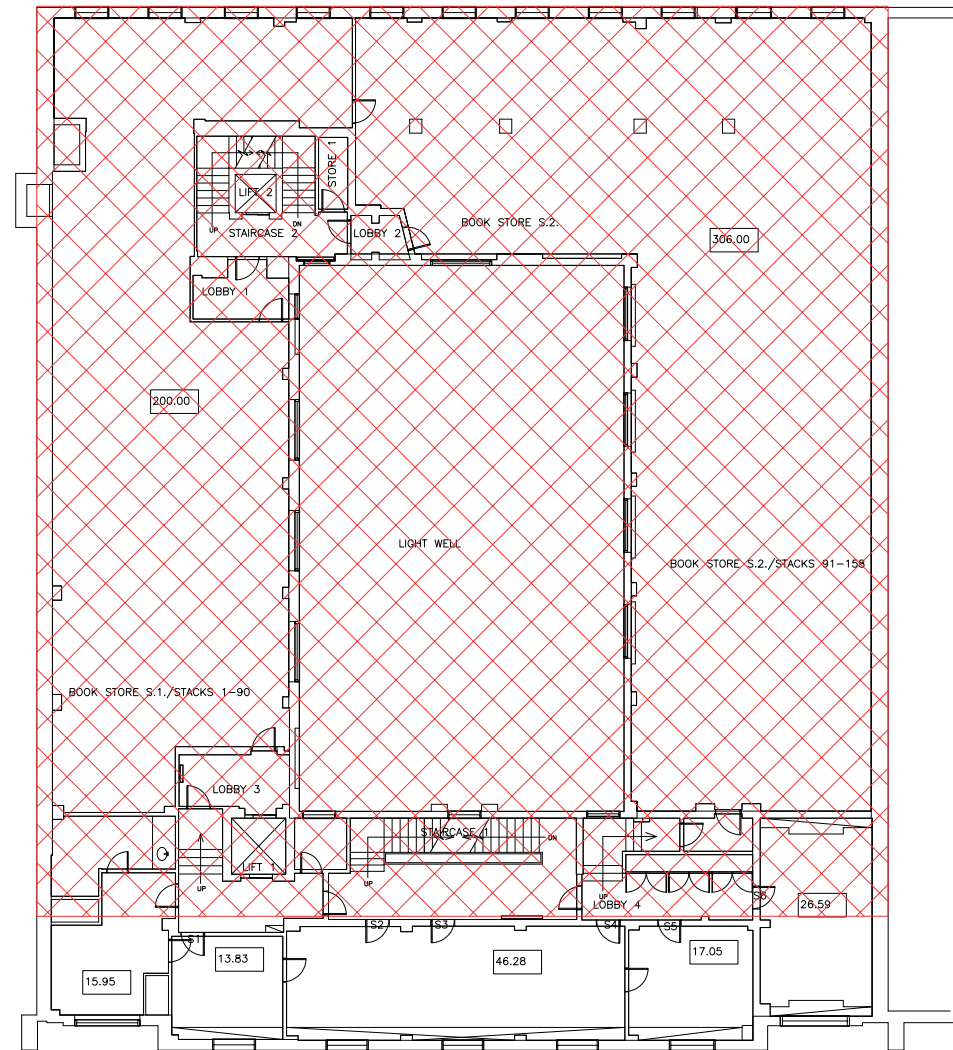 STORE 1
LIFT 2
UP
DN
STAIRCASE 2
LOBBY 2
BOOK STORE S.2.
306.00
LOBBY 1
200.00
LIGHT WELL
BOOK STORE S.2./STACKS 91-158
BOOK STORE S.1./STACKS 1-90
LOBBY 3
STAIRCASE 1
DN
LIFT 1
UP
UP
UP
LOBBY 4
S6
26.59
S1
S2
S3
S4
S5
13.83
46.28
17.05
15.95